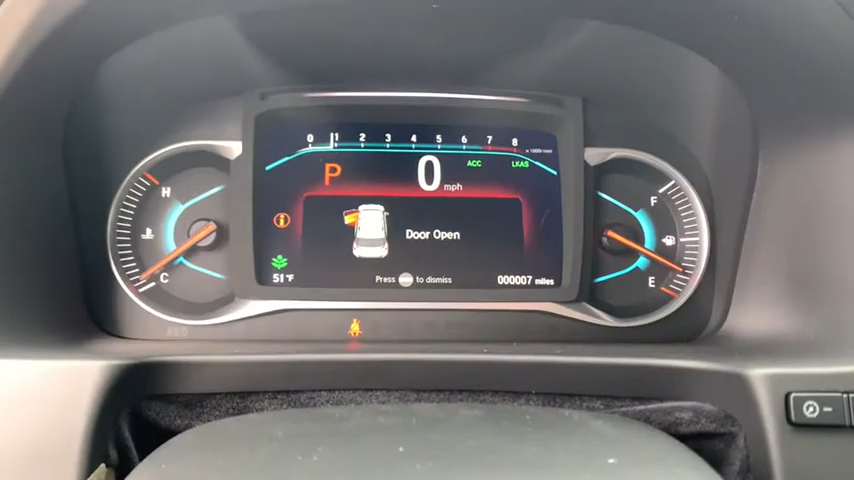 0 1 2 3 4 5 6 7 8
x 1000r/min
ACC LKAS
P 0 mph
H F
Door Open
C E
51°F
Press to dismiss
000007 miles